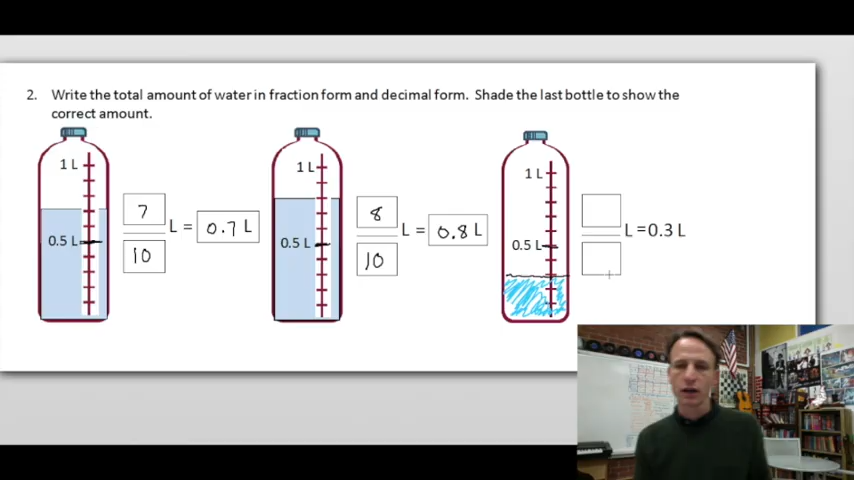 2. Write the total amount of water in fraction form and decimal form. Shade the last bottle to show the
correct amount.
1 L
0.5 L
7
10
L = 0.7 L
1 L
0.5 L
8
10
L = 0.8 L
1 L
0.5 L
L =0.3 L